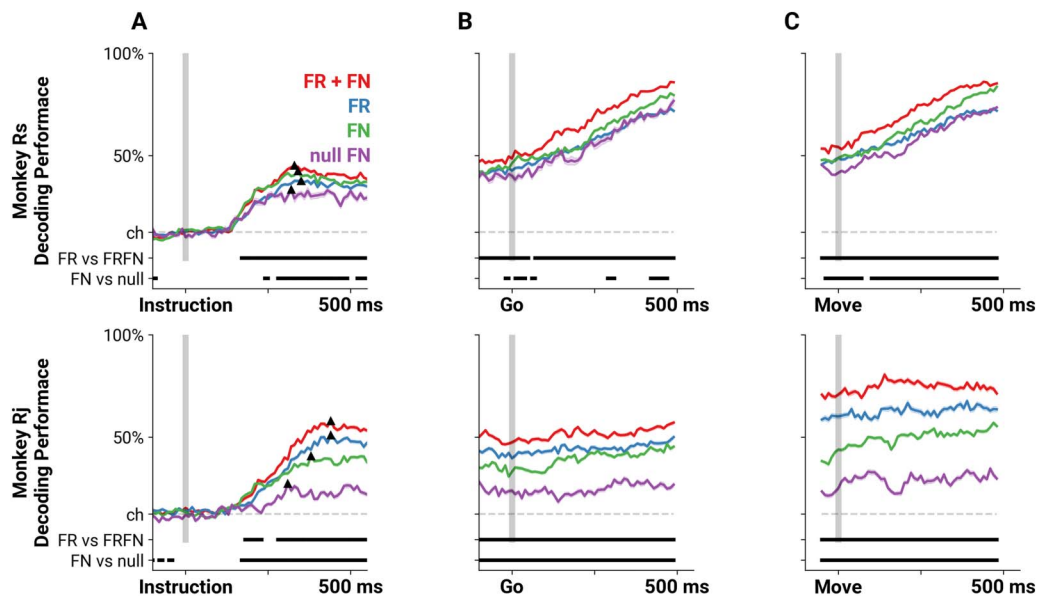 A
B
C
Monkey Rs
Decoding Performace
100%
50%
ch
FR + FN
FR
FN
null FN
FR vs FRFN
FN vs null
Instruction
500 ms
Go
500 ms
Move
500 ms
Monkey Rj
Decoding Performace
100%
50%
ch
FR vs FRFN
FN vs null
Instruction
500 ms
Go
500 ms
Move
500 ms